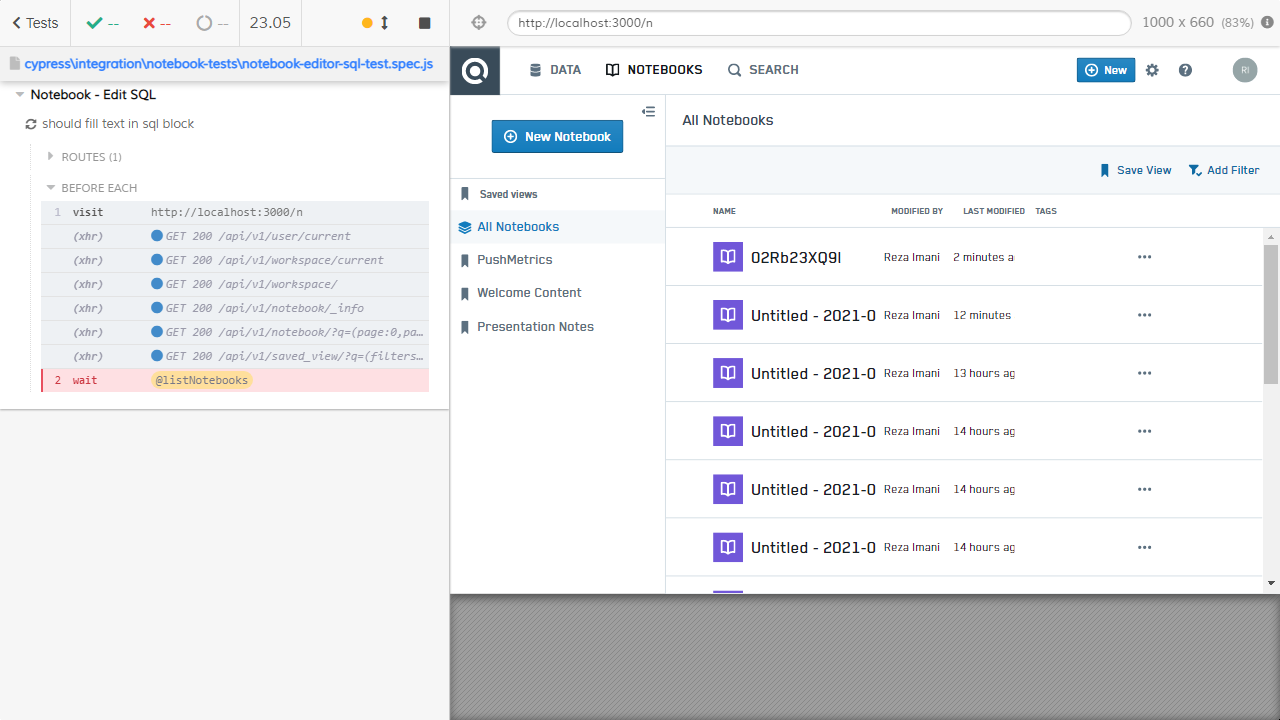 Tests
--
--
--
23.05
http://localhost:3000/n
1000 x 660 (83%)
cypress\integration\notebook-tests\notebook-editor-sql-test.spec.js
Notebook - Edit SQL
should fill text in sql block
ROUTES (1)
BEFORE EACH
1 visit http://localhost:3000/n
(xhr) GET 200 /api/v1/user/current
(xhr) GET 200 /api/v1/workspace/current
(xhr) GET 200 /api/v1/workspace/
(xhr) GET 200 /api/v1/notebook/_info
(xhr) GET 200 /api/v1/notebook/?q=(page:0,pa…
(xhr) GET 200 /api/v1/saved_view/?q=(filters…
2 wait @listNotebooks
DATA
NOTEBOOKS
SEARCH
New
RI
New Notebook
Saved views
All Notebooks
PushMetrics
Welcome Content
Presentation Notes
All Notebooks
Save View
Add Filter
NAME MODIFIED BY LAST MODIFIED TAGS
02Rb23XQ9I Reza Imani 2 minutes a
Untitled - 2021-0 Reza Imani 12 minutes
Untitled - 2021-0 Reza Imani 13 hours ag
Untitled - 2021-0 Reza Imani 14 hours ag
Untitled - 2021-0 Reza Imani 14 hours ag
Untitled - 2021-0 Reza Imani 14 hours ag